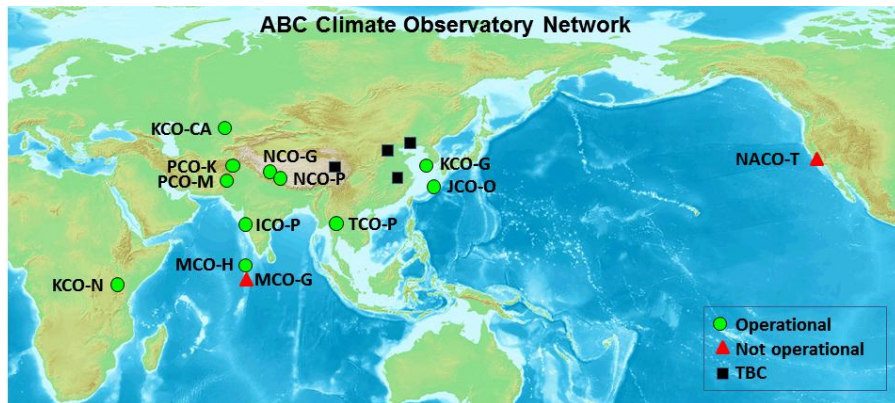 ABC Climate Observatory Network
KCO-CA
NCO-G
PCO-K
KCO-G
NACO-T
PCO-M
NCO-P
JCO-O
ICO-P
TCO-P
MCO-H
MCO-G
KCO-N
Operational
Not operational
TBC